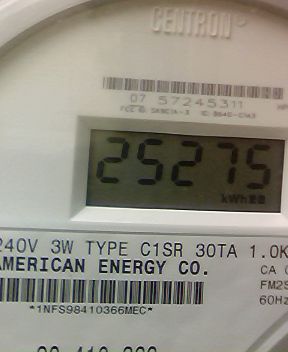 CENTRON®
07 57245311
25275
kWh
240V 3W TYPE C1SR 30TA 1.0K
AMERICAN ENERGY CO.
CA
FM2S
60Hz
*1NFS98410366MEC*